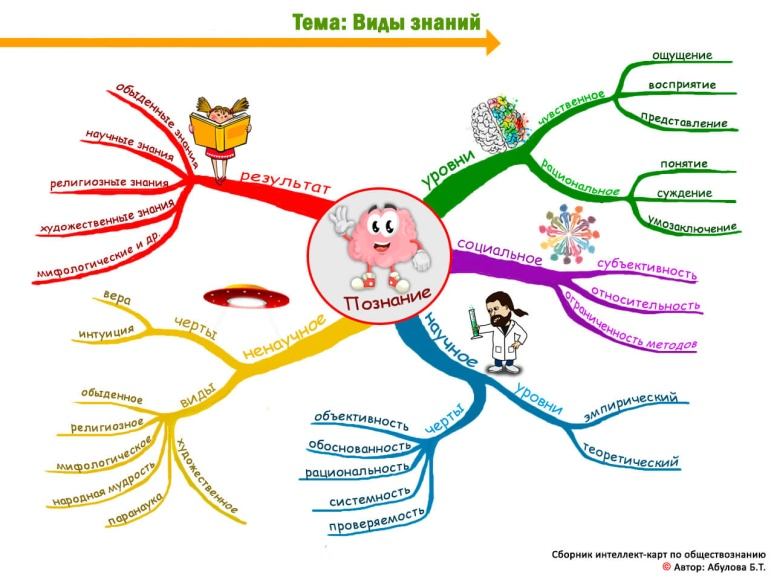 Тема: Виды знаний
результат
обыденные знания
научные знания
религиозные знания
художественные знания
мифологические и др.
уровни
чувственное
ощущение
восприятие
представление
рациональное
понятие
суждение
умозаключение
социальное
субъективность
относительность
ограниченность методов
Познание
ненаучное
черты
вера
интуиция
виды
обыденное
религиозное
мифологическое
народная мудрость
паранаука
художественное
научное
черты
объективность
обоснованность
рациональность
системность
проверяемость
уровни
эмпирический
теоретический
Сборник интеллект-карт по обществознанию
© Автор: Абулова Б.Т.